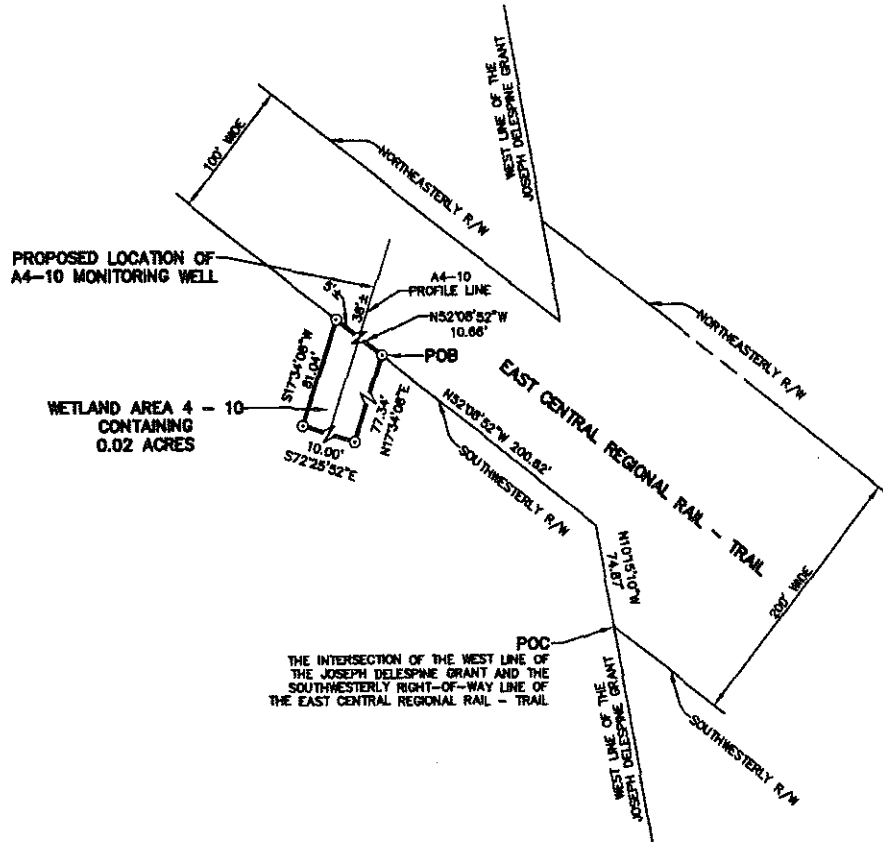 WEST LINE OF THE
JOSEPH DELESPINE GRANT
100' WIDE
NORTHEASTERLY R/W
PROPOSED LOCATION OF
A4-10 MONITORING WELL
A4-10
PROFILE LINE
5'±
38'±
N52°08'52"W
10.66'
POB
NORTHEASTERLY R/W
EAST CENTRAL REGIONAL RAIL - TRAIL
S17°34'08"W
81.04'
WETLAND AREA 4 - 10
CONTAINING
0.02 ACRES
77.34'
N17°34'08"E
10.00'
S72°25'52"E
N52°08'52"W 200.62'
SOUTHWESTERLY R/W
N10°15'10"W
74.87'
200' WIDE
POC
THE INTERSECTION OF THE WEST LINE OF
THE JOSEPH DELESPINE GRANT AND THE
SOUTHWESTERLY RIGHT-OF-WAY LINE OF
THE EAST CENTRAL REGIONAL RAIL - TRAIL
WEST LINE OF THE
JOSEPH DELESPINE GRANT
SOUTHWESTERLY R/W